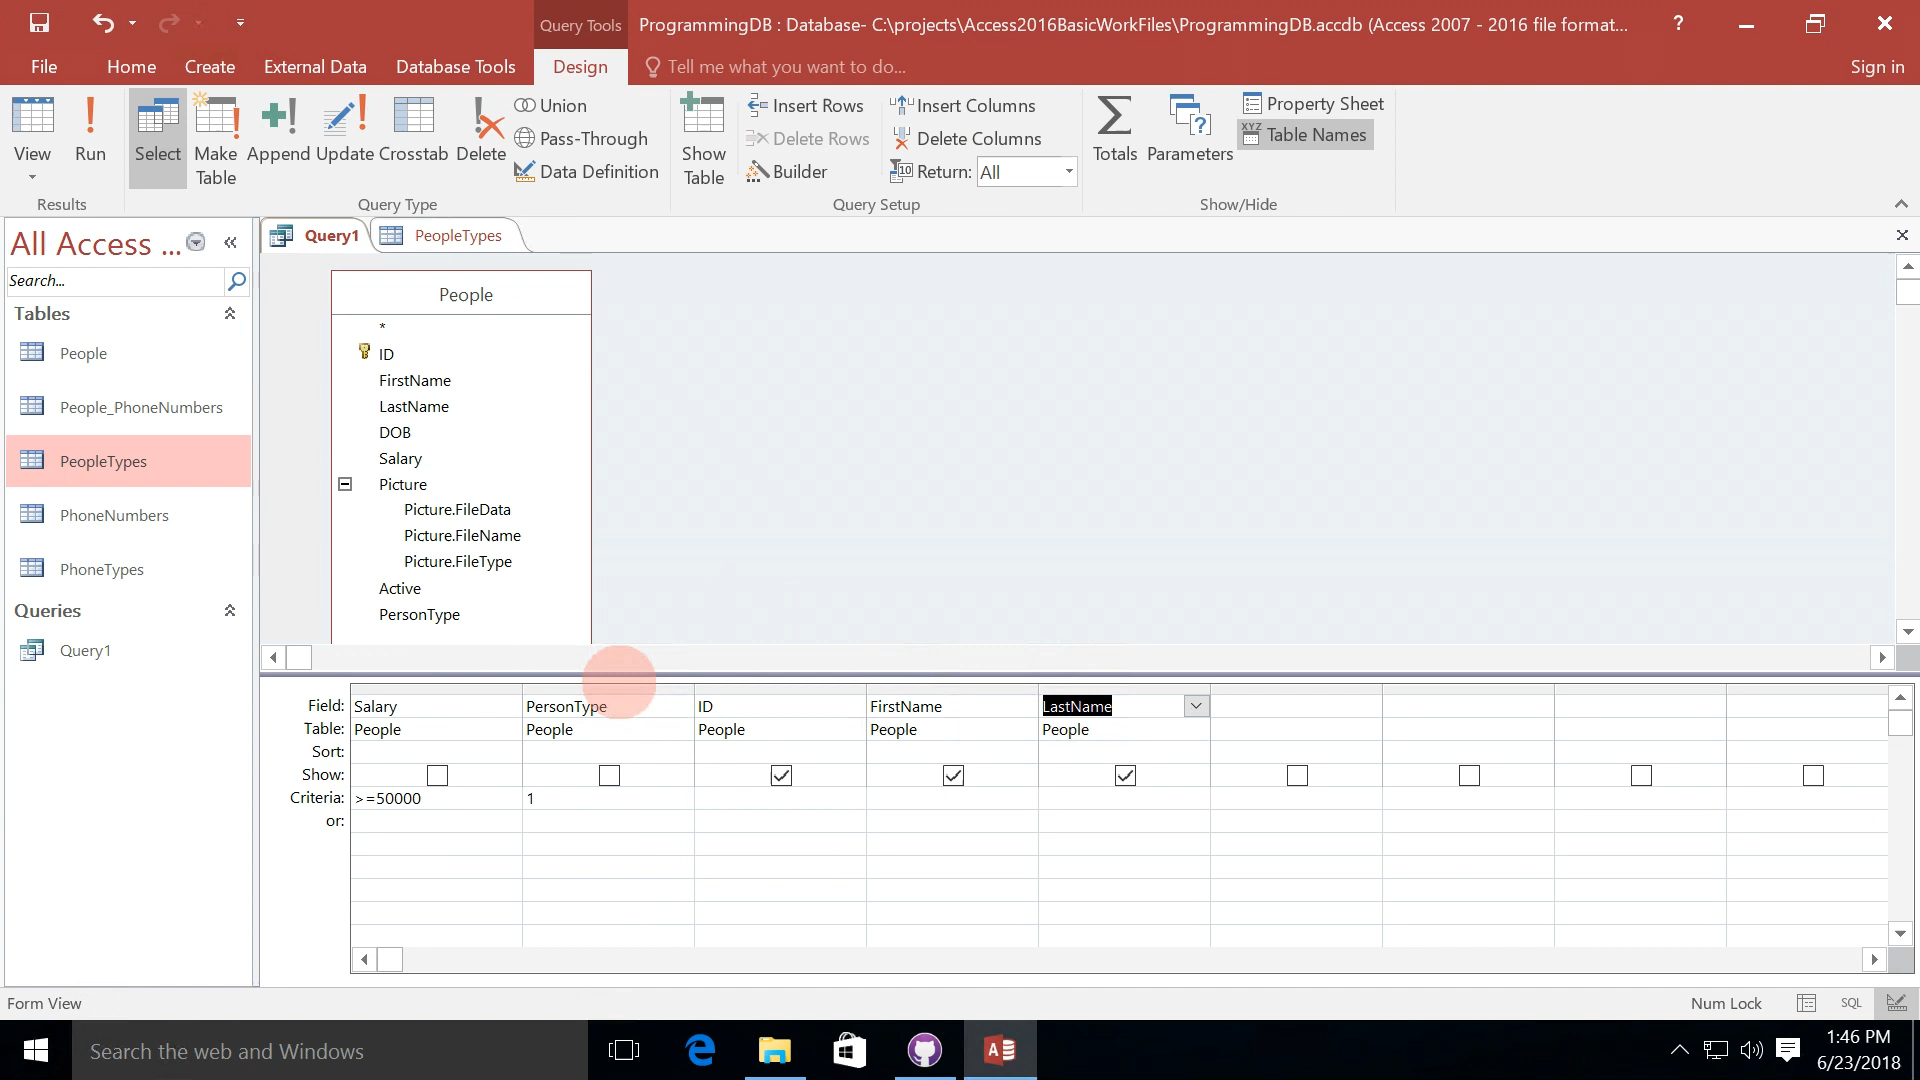 Query Tools
ProgrammingDB : Database- C:\projects\Access2016BasicWorkFiles\ProgrammingDB.accdb (Access 2007 - 2016 file format...
?
File
Home
Create
External Data
Database Tools
Design
Tell me what you want to do...
Sign in
View
Run
Select
Make
Table
Append
Update
Crosstab
Delete
Union
Pass-Through
Data Definition
Show
Table
Insert Rows
Delete Rows
Builder
Insert Columns
Delete Columns
Return: All
Totals
Parameters
Property Sheet
Table Names
Results
Query Type
Query Setup
Show/Hide
All Access ...
Search...
Tables
People
People_PhoneNumbers
PeopleTypes
PhoneNumbers
PhoneTypes
Queries
Query1
Query1
PeopleTypes
People
*
ID
FirstName
LastName
DOB
Salary
Picture
Picture.FileData
Picture.FileName
Picture.FileType
Active
PersonType
Field: Salary PersonType ID FirstName LastName
Table: People People People People People
Sort:
Show:
Criteria: >=50000 1
or:
Form View
Num Lock
SQL
Search the web and Windows
1:46 PM
6/23/2018